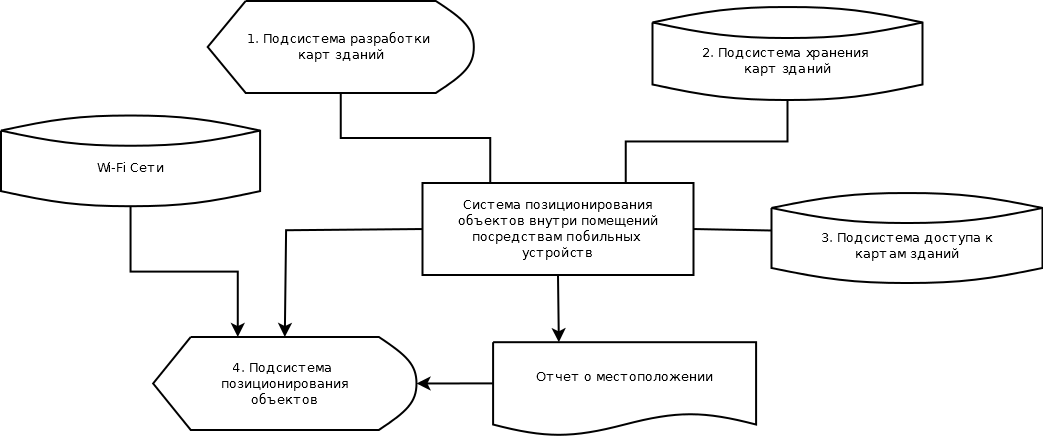 1. Подсистема разработки
карт зданий
2. Подсистема хранения
карт зданий
Wi-Fi Сети
Система позиционирования
объектов внутри помещений
посредствам побильных
устройств
3. Подсистема доступа к
картам зданий
4. Подсистема
позиционирования
объектов
Отчет о местоположении